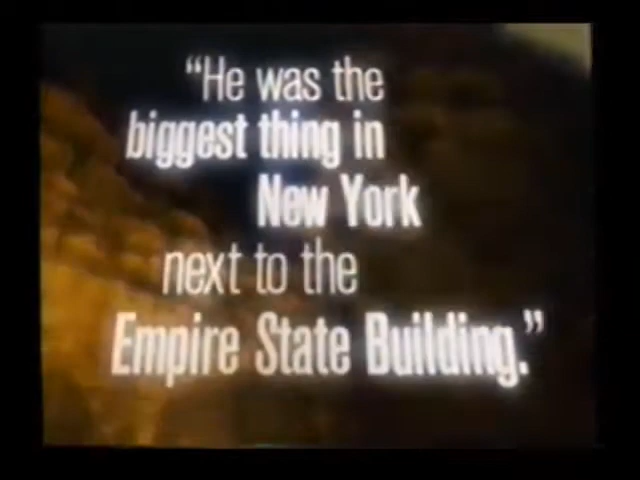 “He was the
biggest thing in
New York
next to the
Empire State Building.”